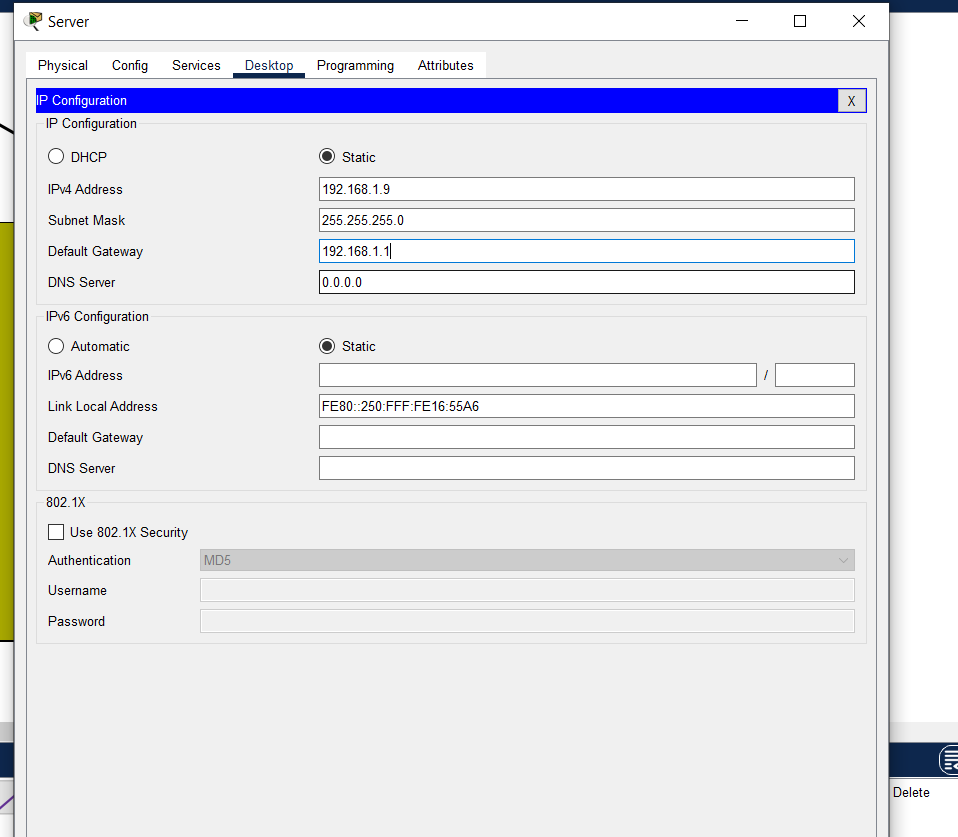 Server
Physical Config Services Desktop Programming Attributes
IP Configuration X
IP Configuration
DHCP Static
IPv4 Address 192.168.1.9
Subnet Mask 255.255.255.0
Default Gateway 192.168.1.1
DNS Server 0.0.0.0
IPv6 Configuration
Automatic Static
IPv6 Address /
Link Local Address FE80::250:FFF:FE16:55A6
Default Gateway
DNS Server
802.1X
Use 802.1X Security
Authentication MD5
Username
Password
Delete